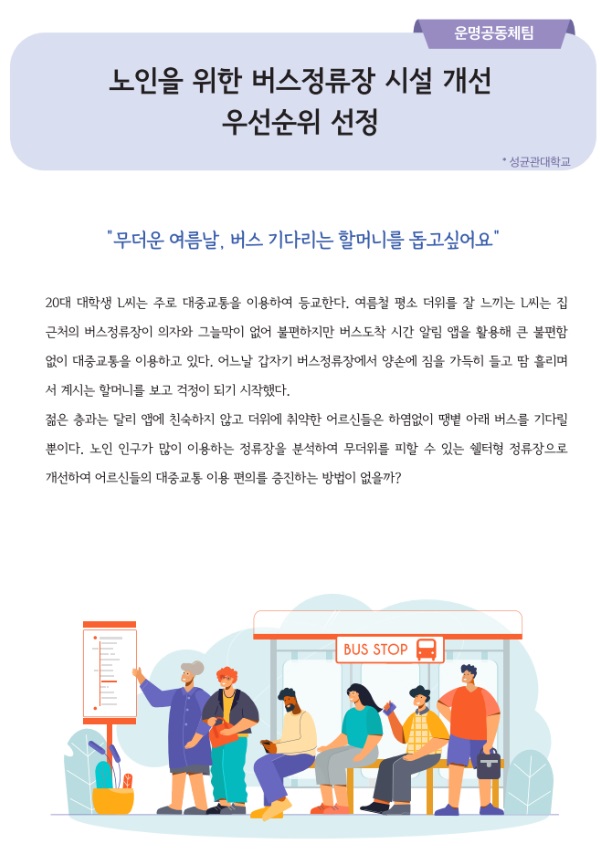 운명공동체팀
노인을 위한 버스정류장 시설 개선
우선순위 선정
* 성균관대학교
"무더운 여름날, 버스 기다리는 할머니를 돕고싶어요"
20대 대학생 L씨는 주로 대중교통을 이용하여 등교한다. 여름철 평소 더위를 잘 느끼는 L씨는 집
근처의 버스정류장이 의자와 그늘막이 없어 불편하지만 버스도착 시간 알림 앱을 활용해 큰 불편함
없이 대중교통을 이용하고 있다. 어느날 갑자기 버스정류장에서 양손에 짐을 가득히 들고 땀 흘리며
서 계시는 할머니를 보고 걱정이 되기 시작했다.
젊은 층과는 달리 앱에 친숙하지 않고 더위에 취약한 어르신들은 하염없이 땡볕 아래 버스를 기다릴
뿐이다. 노인 인구가 많이 이용하는 정류장을 분석하여 무더위를 피할 수 있는 쉘터형 정류장으로
개선하여 어르신들의 대중교통 이용 편의를 증진하는 방법이 없을까?
BUS STOP